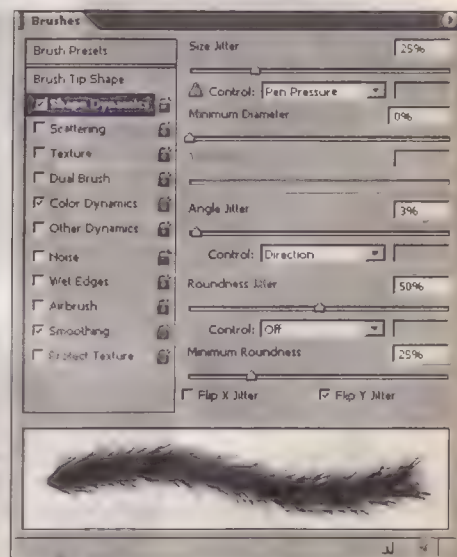 Brushes
Brush Presets
Brush Tip Shape
Shape Dynamics
Scattering
Texture
Dual Brush
Color Dynamics
Other Dynamics
Noise
Wet Edges
Airbrush
Smoothing
Protect Texture
Size Jitter 25%
Control: Pen Pressure
Minimum Diameter 0%
Angle Jitter 3%
Control: Direction
Roundness Jitter 50%
Control: Off
Minimum Roundness 25%
Flip X Jitter Flip Y Jitter